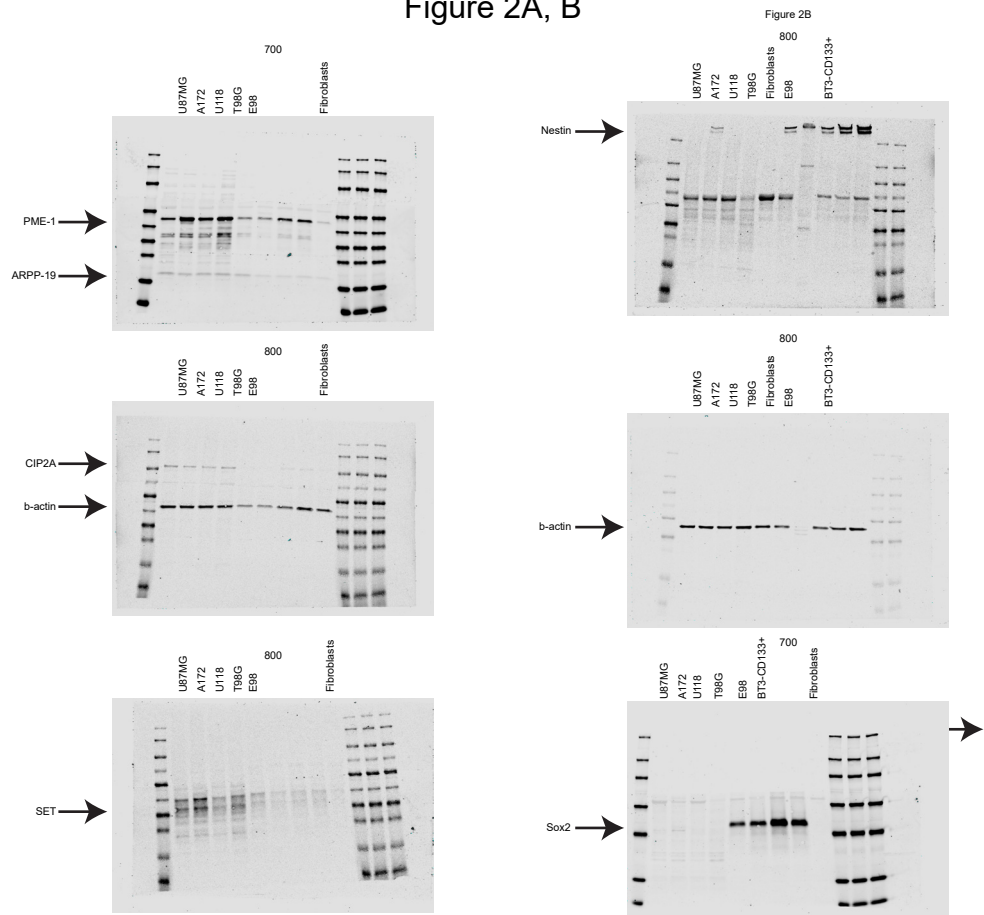 Figure 2A, B
700
U87MG
A172
U118
T98G
E98
Fibroblasts
PME-1
ARPP-19
800
U87MG
A172
U118
T98G
E98
Fibroblasts
CIP2A
b-actin
800
U87MG
A172
U118
T98G
E98
Fibroblasts
SET
Figure 2B
800
U87MG
A172
U118
T98G
Fibroblasts
E98
BT3-CD133+
Nestin
800
U87MG
A172
U118
T98G
Fibroblasts
E98
BT3-CD133+
b-actin
700
U87MG
A172
U118
T98G
E98
BT3-CD133+
Fibroblasts
Sox2